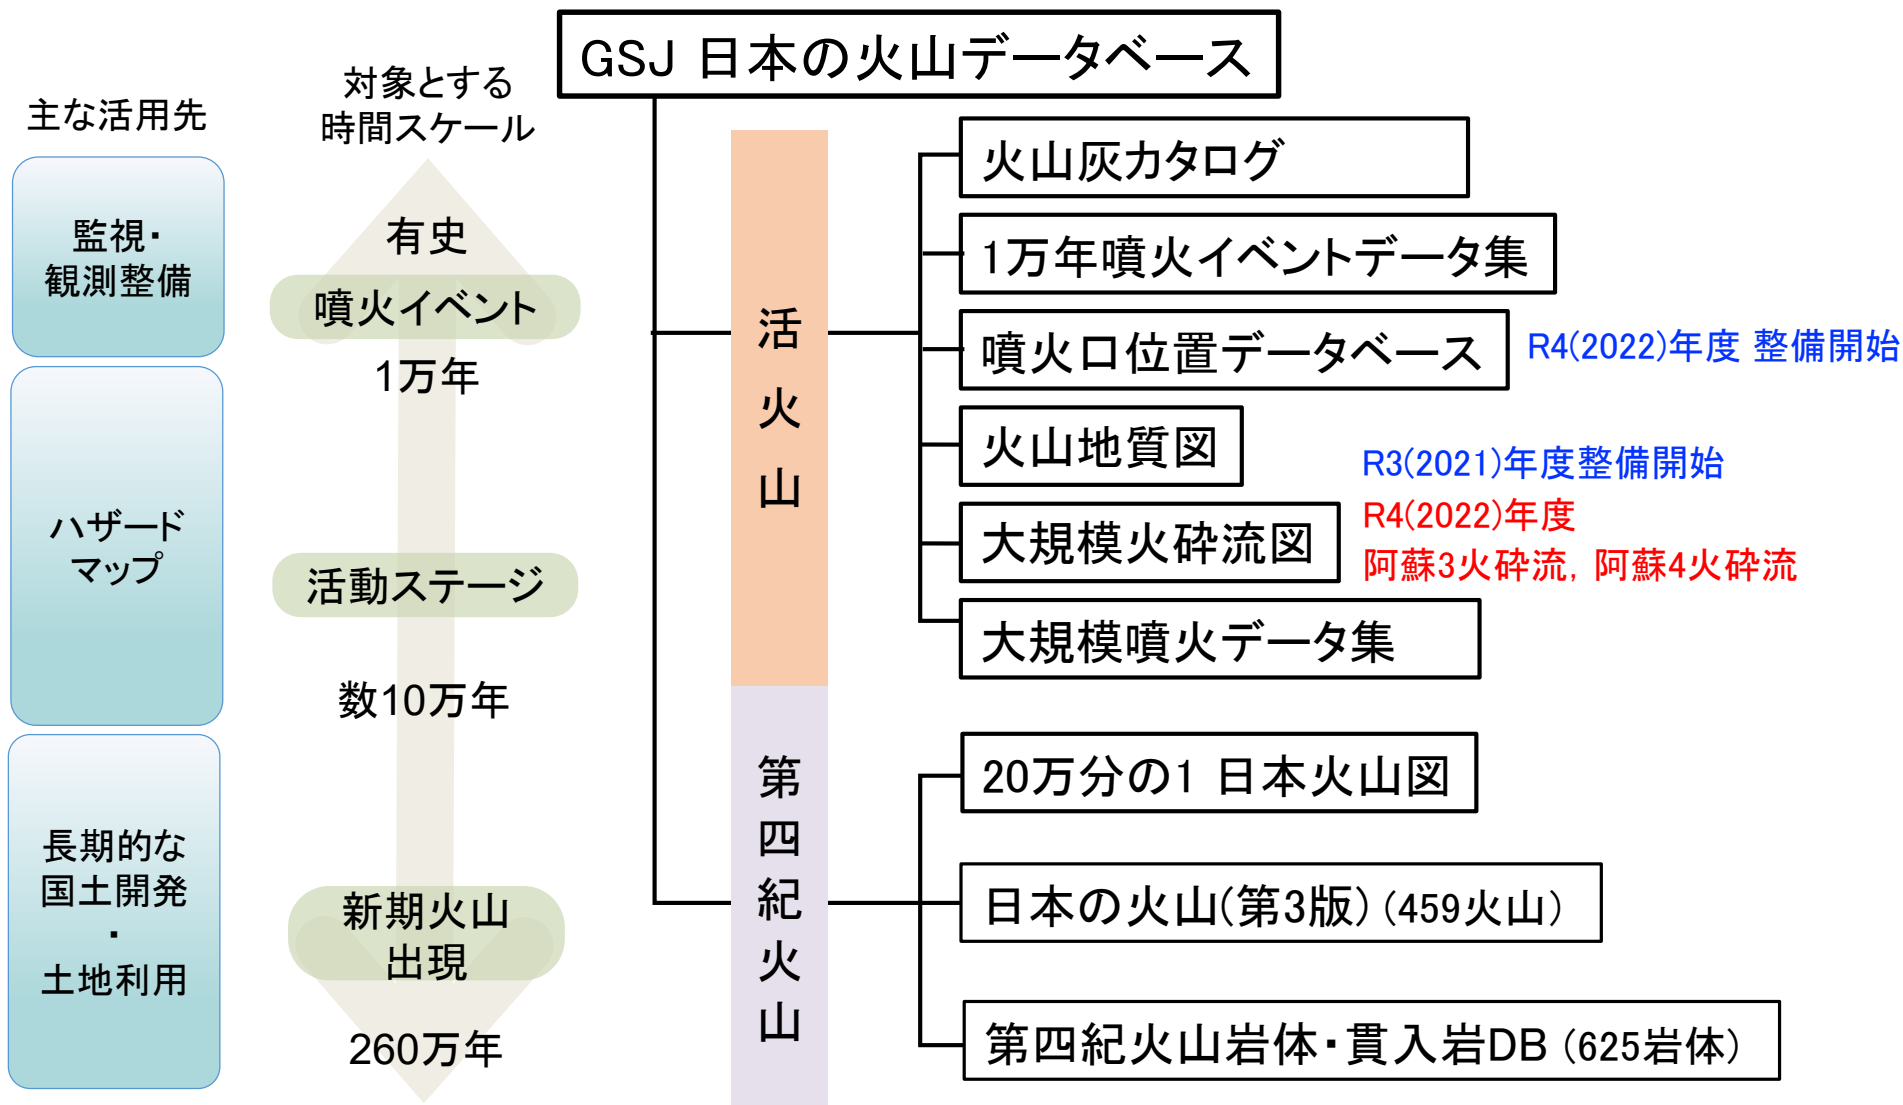 GSJ 日本の火山データベース
主な活用先
監視・
観測整備
ハザード
マップ
長期的な
国土開発
・
土地利用
対象とする
時間スケール
有史
噴火イベント
1万年
活動ステージ
数10万年
新期火山
出現
260万年
活火山
火山灰カタログ
1万年噴火イベントデータ集
噴火口位置データベース
R4(2022)年度 整備開始
火山地質図
大規模火砕流図
R3(2021)年度整備開始
R4(2022)年度
阿蘇3火砕流, 阿蘇4火砕流
大規模噴火データ集
第四紀火山
20万分の1 日本火山図
日本の火山(第3版) (459火山)
第四紀火山岩体・貫入岩DB (625岩体)